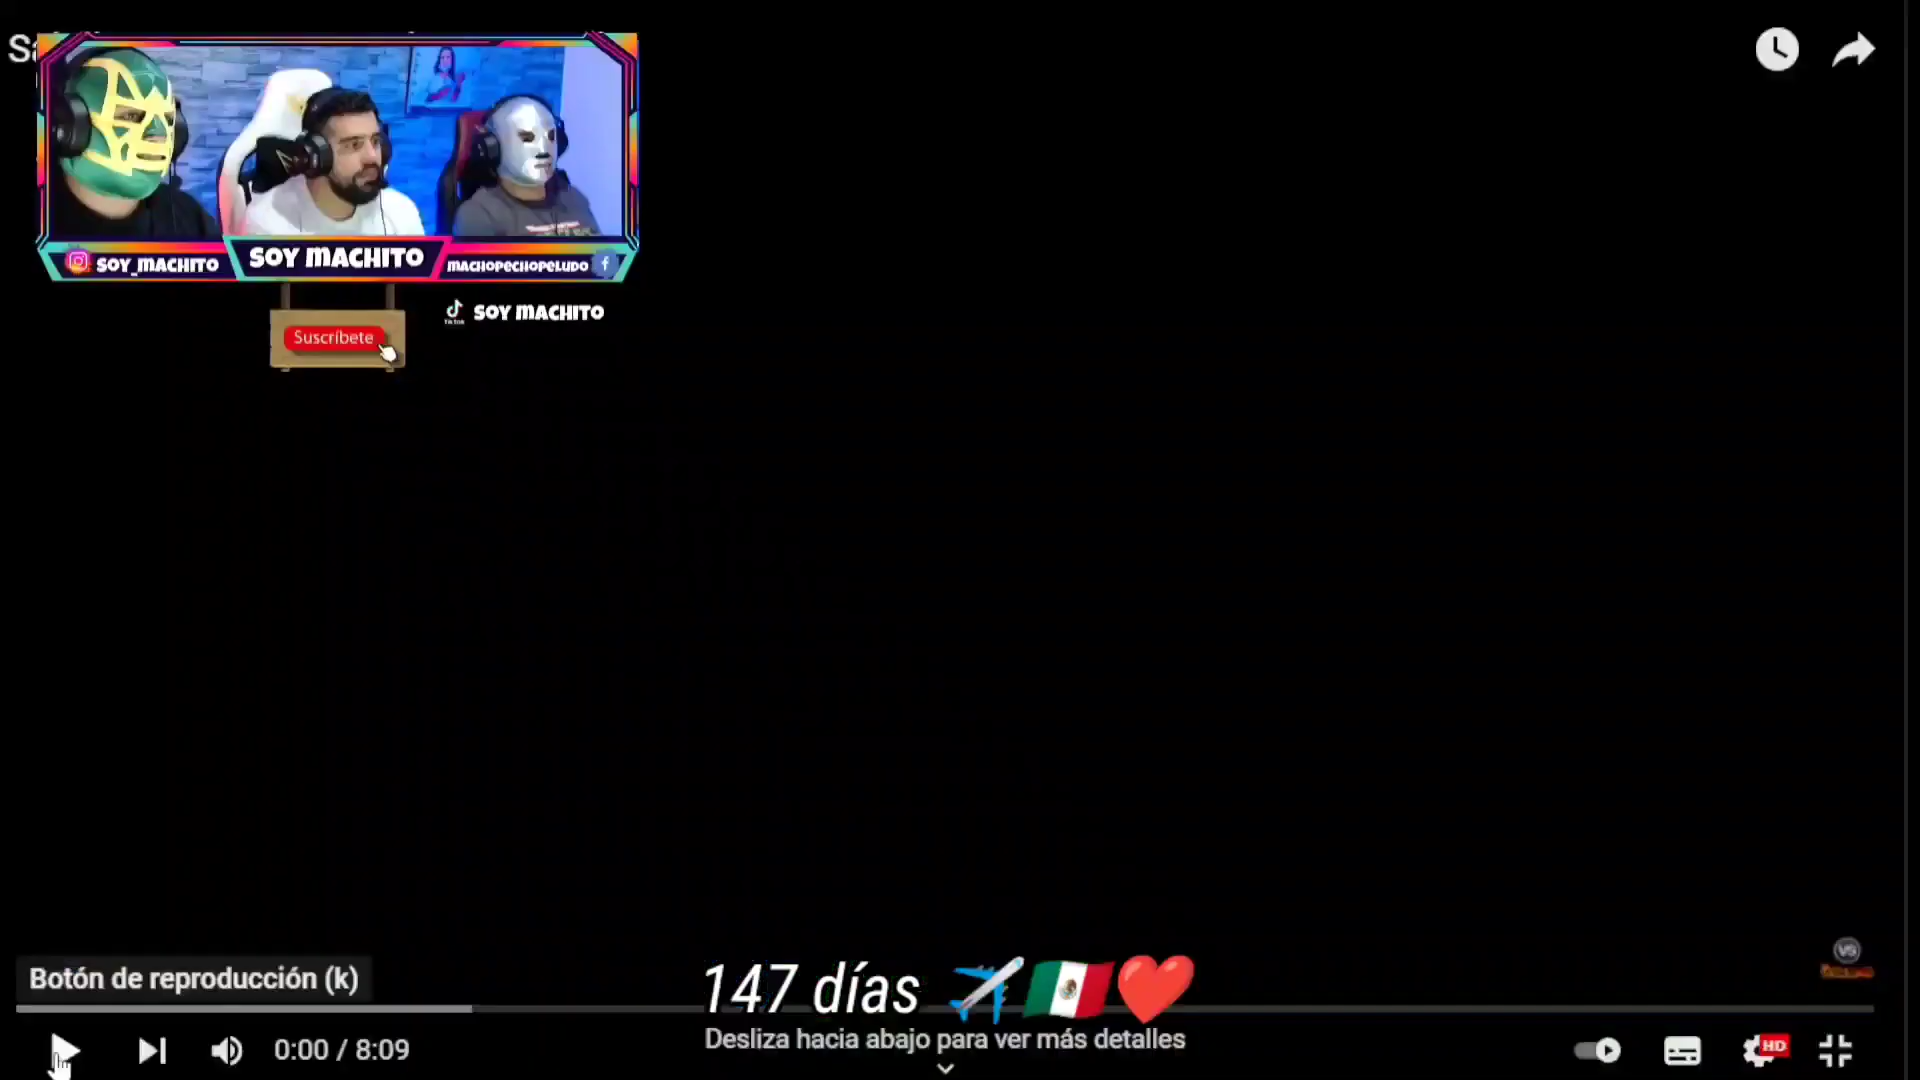 SOY_MACHITO
SOY MACHITO
MACHOPECHOPELUDO
SOY MACHITO
Suscríbete
147 días
Botón de reproducción (k)
Desliza hacia abajo para ver más detalles
0:00 / 8:09
HD